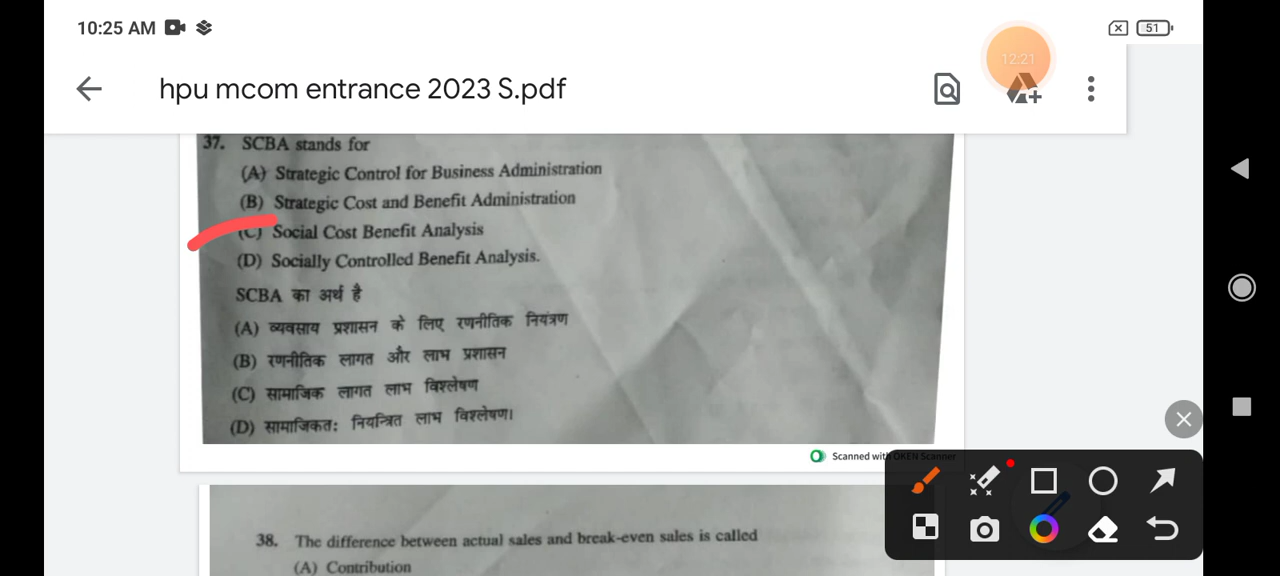 10:25 AM
51
12:21
hpu mcom entrance 2023 S.pdf
37. SCBA stands for
(A) Strategic Control for Business Administration
(B) Strategic Cost and Benefit Administration
(C) Social Cost Benefit Analysis
(D) Socially Controlled Benefit Analysis.
SCBA का अर्थ है
(A) व्यवसाय प्रशासन के लिए रणनीतिक नियंत्रण
(B) रणनीतिक लागत और लाभ प्रशासन
(C) सामाजिक लागत लाभ विश्लेषण
(D) सामाजिकतः नियन्त्रित लाभ विश्लेषण।
Scanned with OKEN Scanner
38. The difference between actual sales and break-even sales is called
(A) Contribution